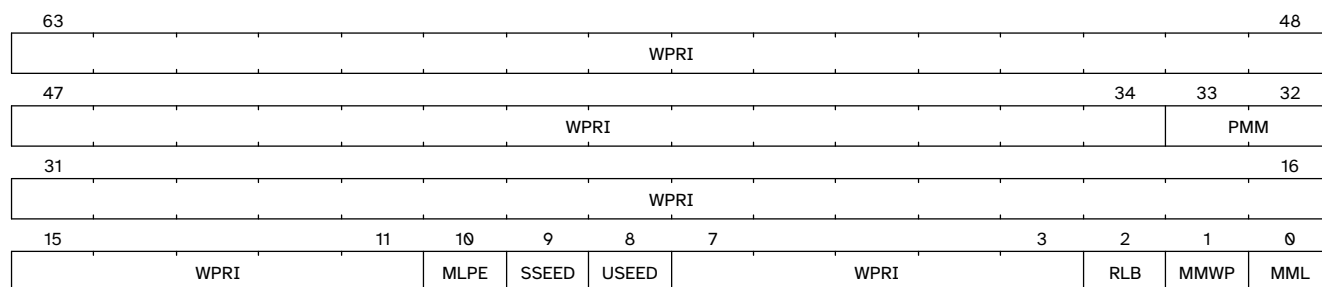 63 48
WPRI
47 34 33 32
WPRI PMM
31 16
WPRI
15 11 10 9 8 7 3 2 1 0
WPRI MLPE SSEED USEED WPRI RLB MMWP MML